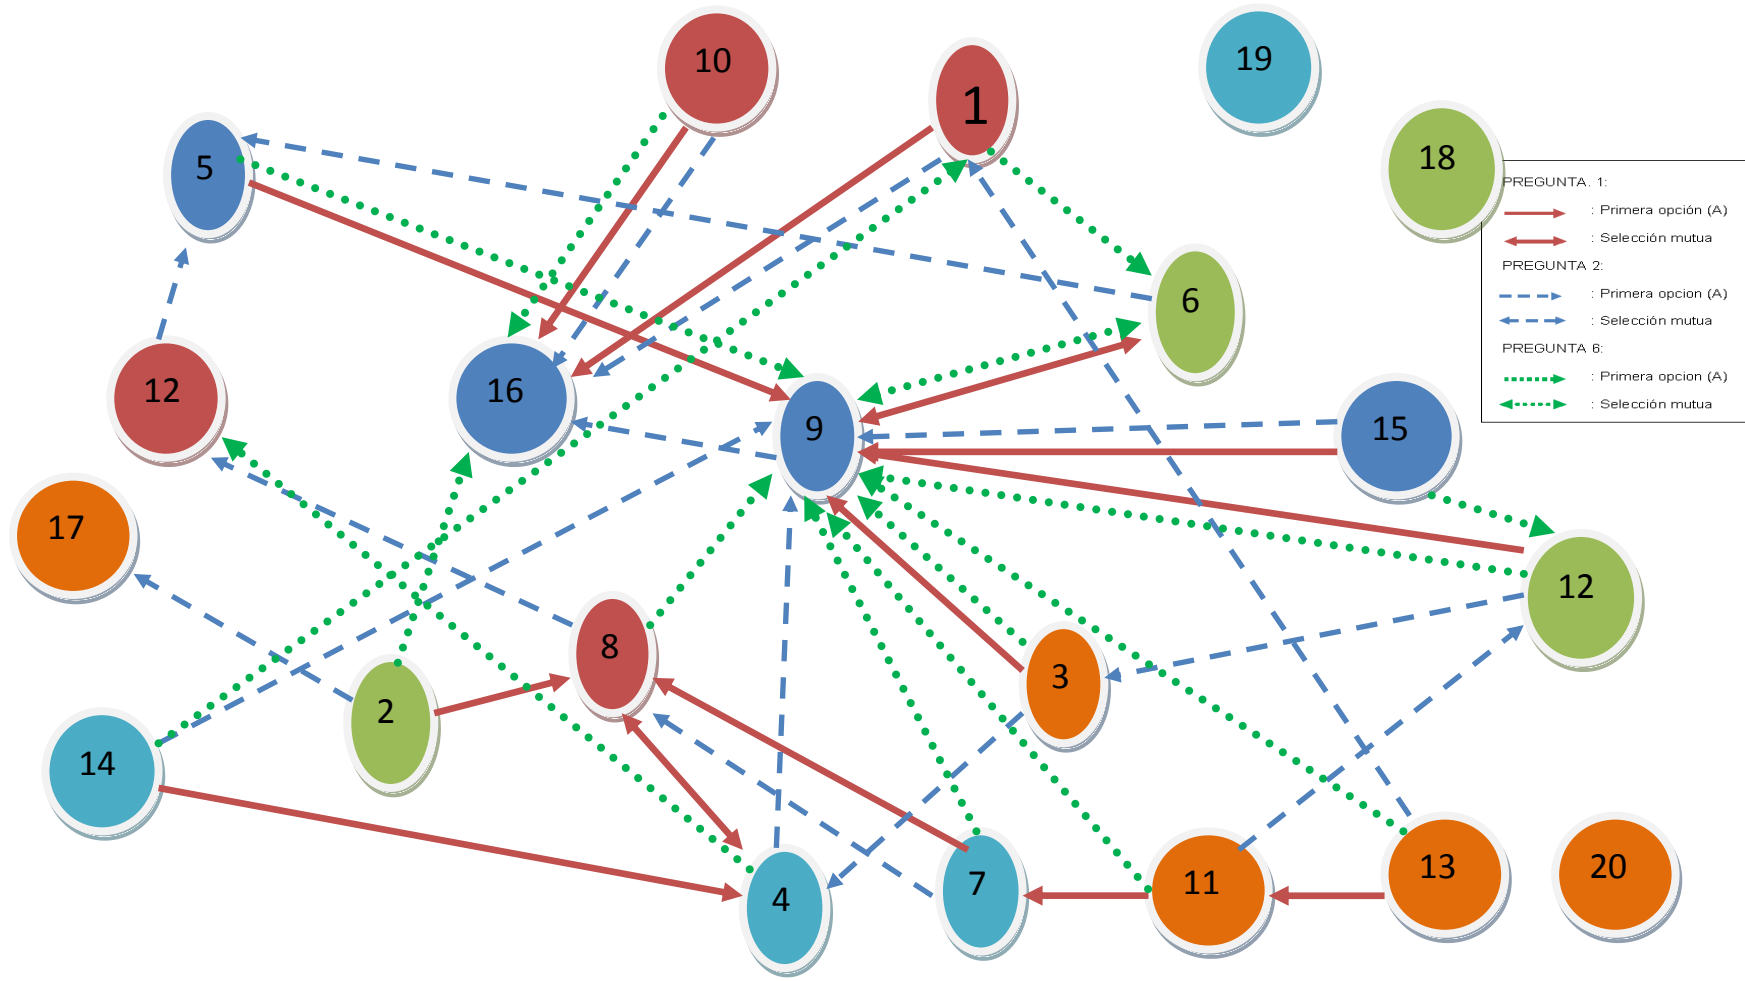 10
1
19
18
5
6
12
16
9
15
17
12
8
3
2
14
4
7
11
13
20
PREGUNTA. 1:
: Primera opción (A)
: Selección mutua
PREGUNTA 2:
: Primera opcion (A)
: Selección mutua
PREGUNTA 6:
: Primera opcion (A)
: Selección mutua